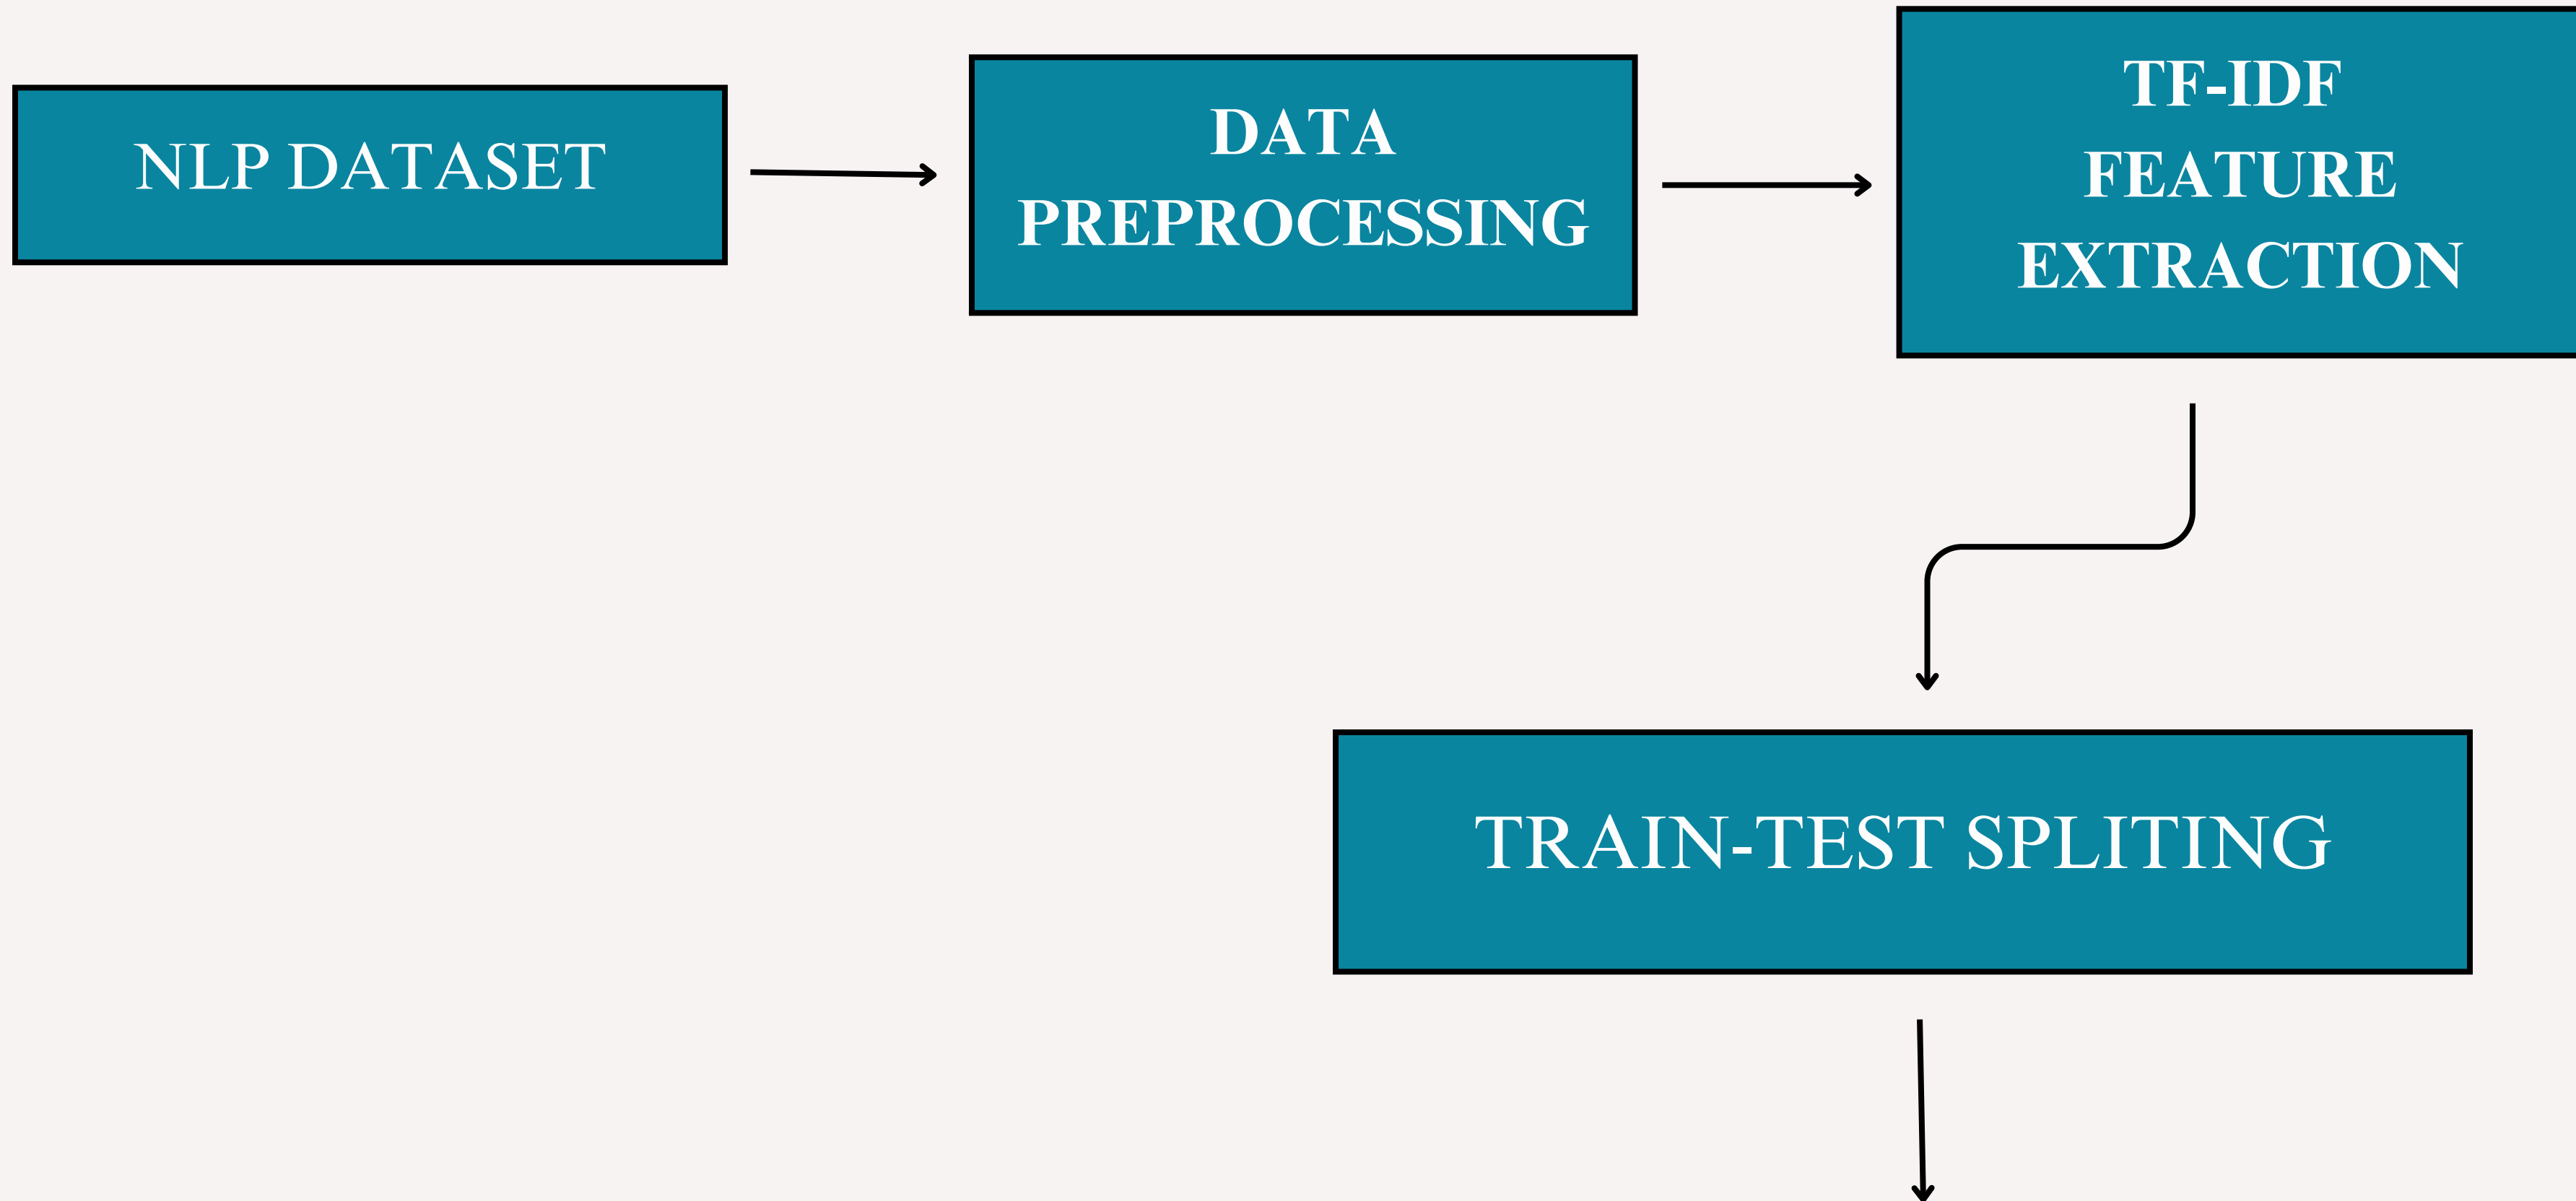 NLP DATASET
DATA
PREPROCESSING
TF-IDF
FEATURE
EXTRACTION
TRAIN-TEST SPLITING